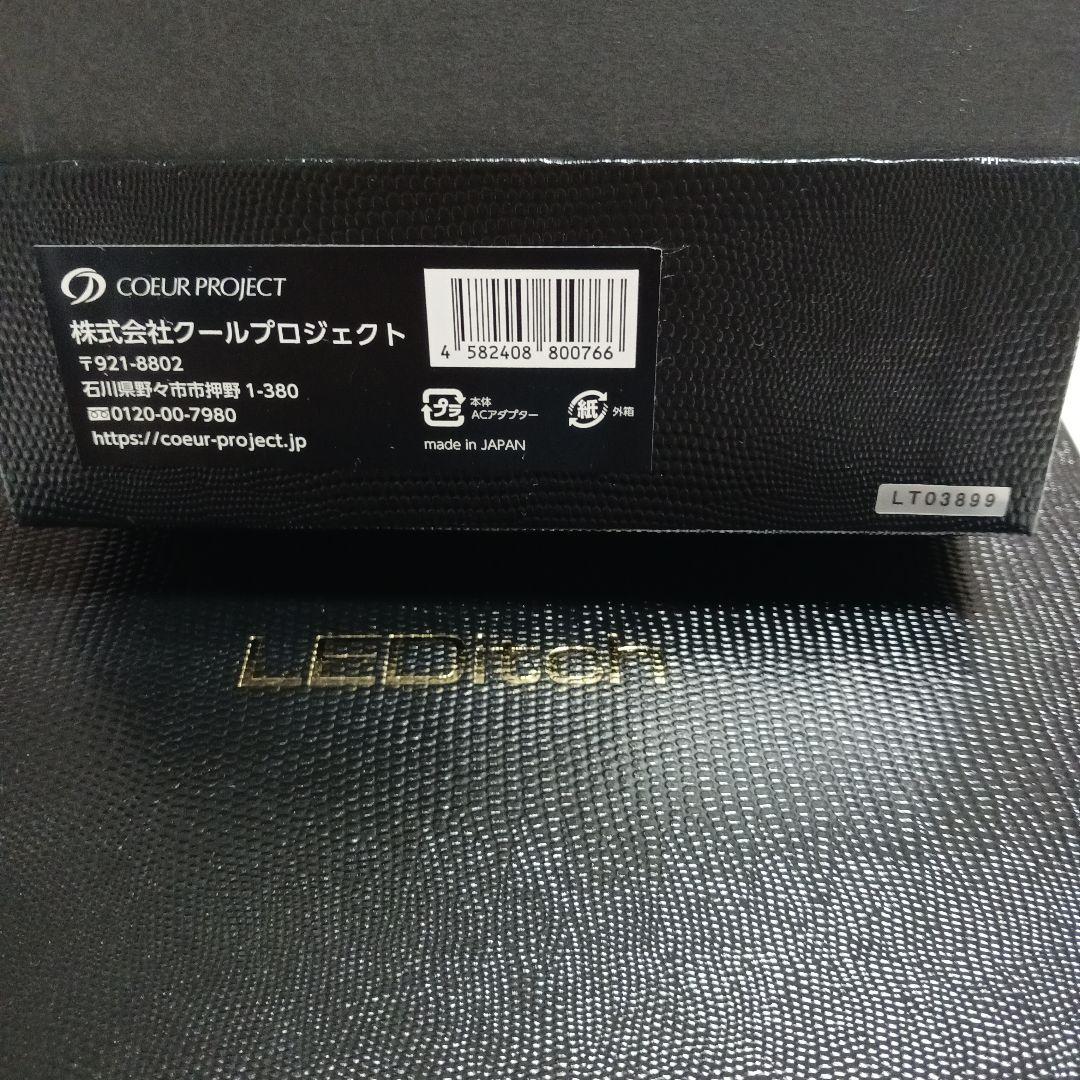 COEUR PROJECT
株式会社クールプロジェクト
〒921-8802
石川県野々市市押野 1-380
0120-00-7980
https://coeur-project.jp
4 582408 800766
プラ 本体
ACアダプター
紙 外箱
made in JAPAN
LT03899
LEDitch